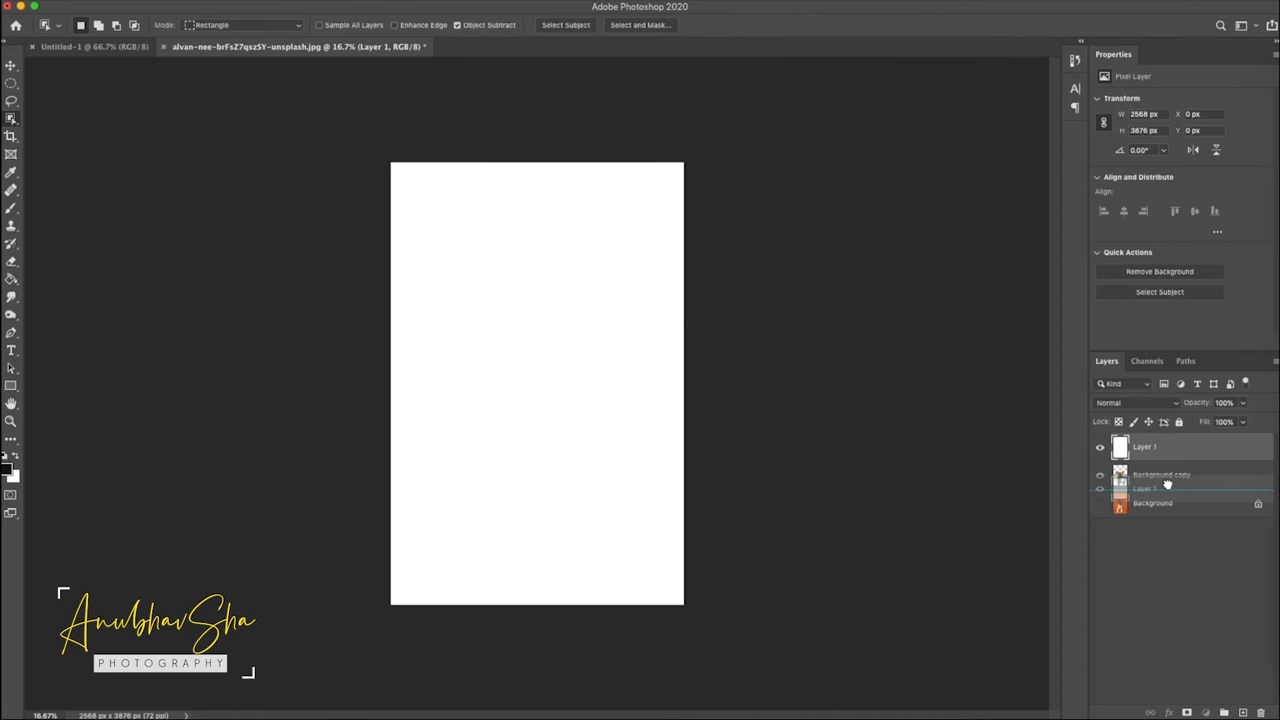 Adobe Photoshop 2020
Mode: Rectangle Sample All Layers Enhance Edge Object Subtract Select Subject Select and Mask...
Untitled-1 @ 66.7% (RGB/8) alvan-nee-brFsZ7qszSY-unsplash.jpg @ 16.7% (Layer 1, RGB/8) *
Properties
Pixel Layer
Transform
W 2568 px X 0 px
H 3876 px Y 0 px
0.00°
Align and Distribute
Align:
Quick Actions
Remove Background
Select Subject
Layers Channels Paths
Kind
Normal Opacity: 100%
Lock: Fill: 100%
Layer 1
Background copy
Layer 1
Background
AnubhavSha
PHOTOGRAPHY
16.67% 2568 px x 3876 px (72 ppi)